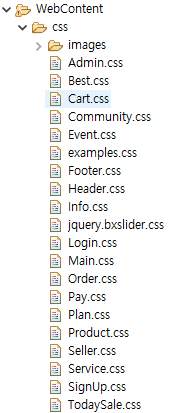 WebContent
css
images
Admin.css
Best.css
Cart.css
Community.css
Event.css
examples.css
Footer.css
Header.css
Info.css
jquery.bxslider.css
Login.css
Main.css
Order.css
Pay.css
Plan.css
Product.css
Seller.css
Service.css
SignUp.css
TodaySale.css